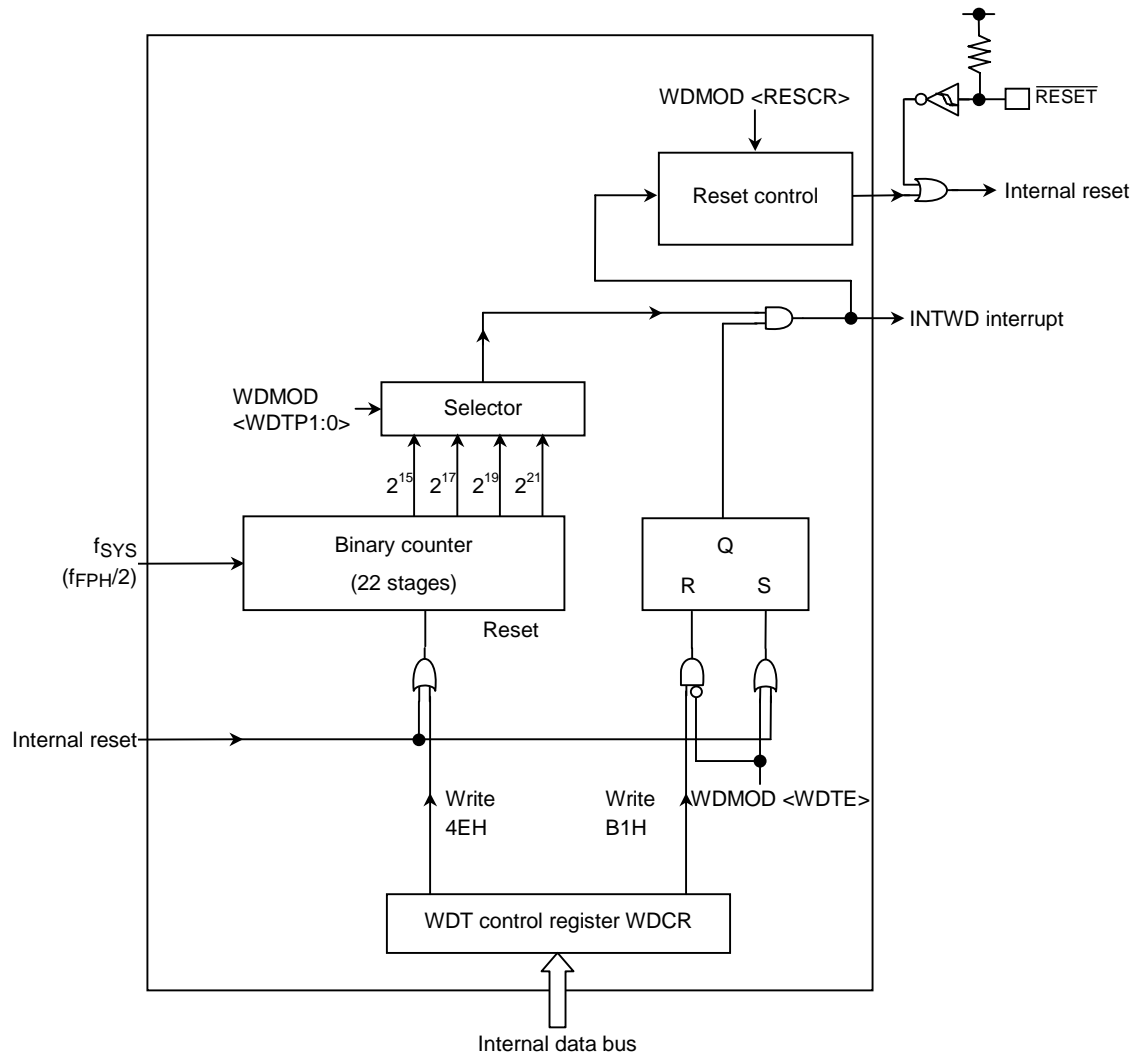 WDMOD <RESCR>
RESET
Reset control
Internal reset
INTWD interrupt
WDMOD
<WDTP1:0>
Selector
2^15 2^17 2^19 2^21
fSYS
(fFPH/2)
Binary counter
(22 stages)
Q
R S
Reset
Internal reset
Write
4EH
Write
B1H
WDMOD <WDTE>
WDT control register WDCR
Internal data bus